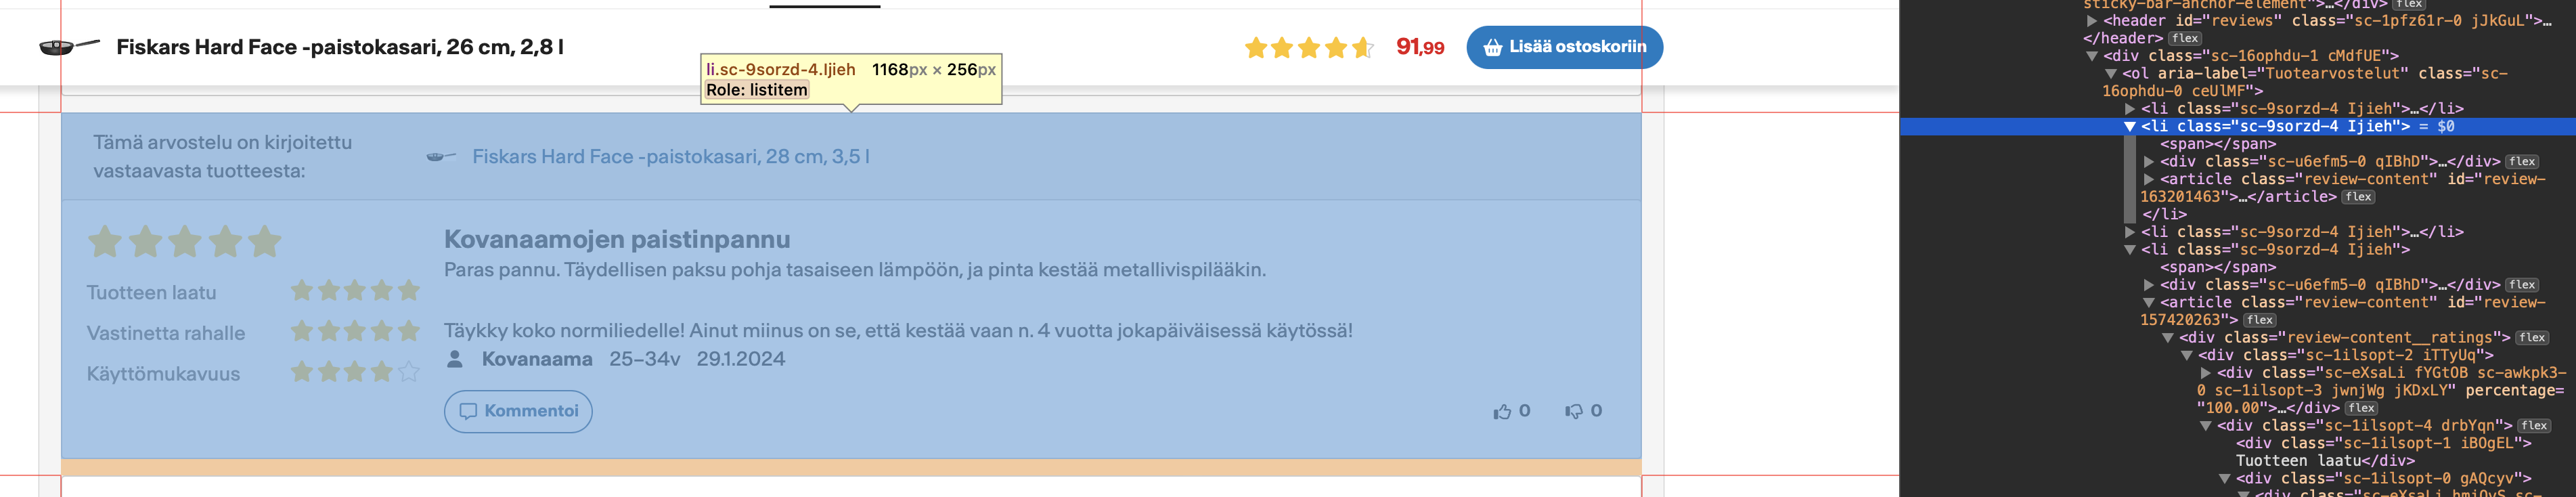 Fiskars Hard Face -paistokasari, 26 cm, 2,8 l
91,99
Lisää ostoskoriin
li.sc-9sorzd-4.Ijieh 1168px × 256px
Role: listitem
Tämä arvostelu on kirjoitettu
vastaavasta tuotteesta:
Fiskars Hard Face -paistokasari, 28 cm, 3,5 l
Tuotteen laatu
Vastinetta rahalle
Käyttömukavuus
Kovanaamojen paistinpannu
Paras pannu. Täydellisen paksu pohja tasaiseen lämpöön, ja pinta kestää metallivispilääkin.
Täykky koko normiliedelle! Ainut miinus on se, että kestää vaan n. 4 vuotta jokapäiväisessä käytössä!
Kovanaama 25–34v 29.1.2024
Kommentoi
0 0
sticky-bar-anchor-element">…</div> flex
<header id="reviews" class="sc-1pfz61r-0 jJkGuL">…
</header> flex
<div class="sc-16ophdu-1 cMdfUE">
<ol aria-label="Tuotearvostelut" class="sc-
16ophdu-0 ceUlMF">
<li class="sc-9sorzd-4 Ijieh">…</li>
<li class="sc-9sorzd-4 Ijieh"> = $0
<span></span>
<div class="sc-u6efm5-0 qIBhD">…</div> flex
<article class="review-content" id="review-
163201463">…</article> flex
</li>
<li class="sc-9sorzd-4 Ijieh">…</li>
<li class="sc-9sorzd-4 Ijieh">
<span></span>
<div class="sc-u6efm5-0 qIBhD">…</div> flex
<article class="review-content" id="review-
157420263"> flex
<div class="review-content__ratings"> flex
<div class="sc-1ilsopt-2 iTTyUq">
<div class="sc-eXsaLi fYGtOB sc-awkpk3-
0 sc-1ilsopt-3 jwnjWg jKDxLY" percentage=
"100.00">…</div> flex
<div class="sc-1ilsopt-4 drbYqn"> flex
<div class="sc-1ilsopt-1 iBOgEL">
Tuotteen laatu</div>
<div class="sc-1ilsopt-0 gAQcyv">